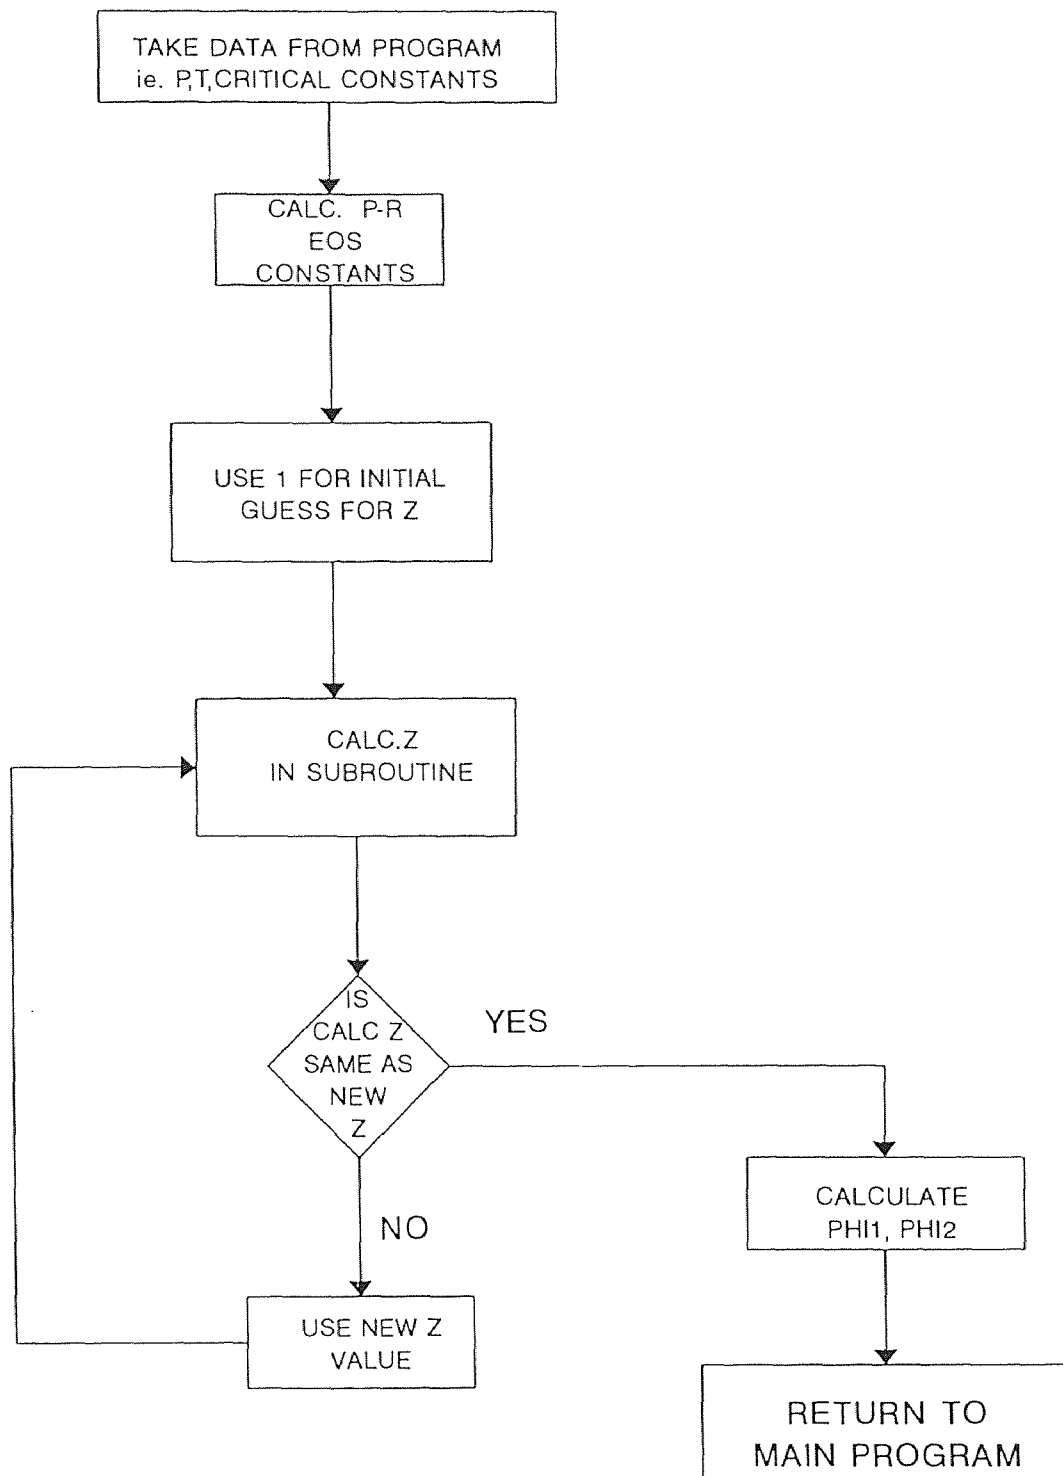 TAKE DATA FROM PROGRAM
ie. P,T,CRITICAL CONSTANTS
CALC. P-R
EOS
CONSTANTS
USE 1 FOR INITIAL
GUESS FOR Z
CALC.Z
IN SUBROUTINE
IS
CALC Z
SAME AS
NEW
Z
YES
NO
USE NEW Z
VALUE
CALCULATE
PHI1, PHI2
RETURN TO
MAIN PROGRAM